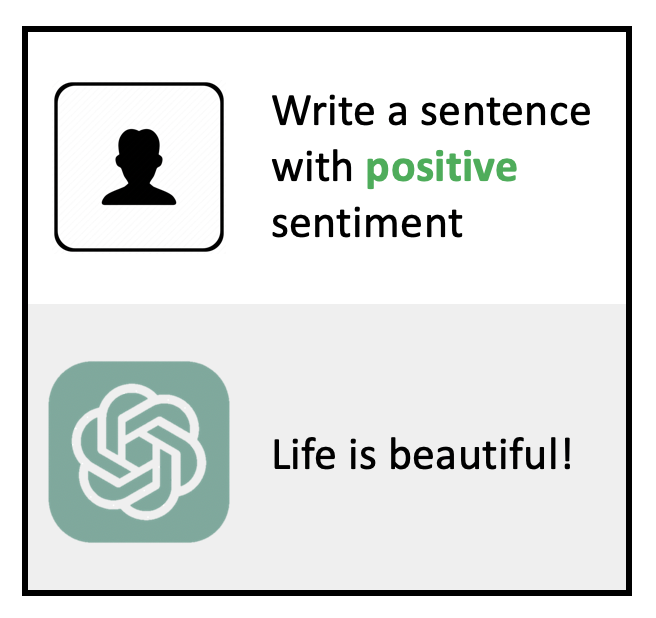 Write a sentence
with positive
sentiment
Life is beautiful!